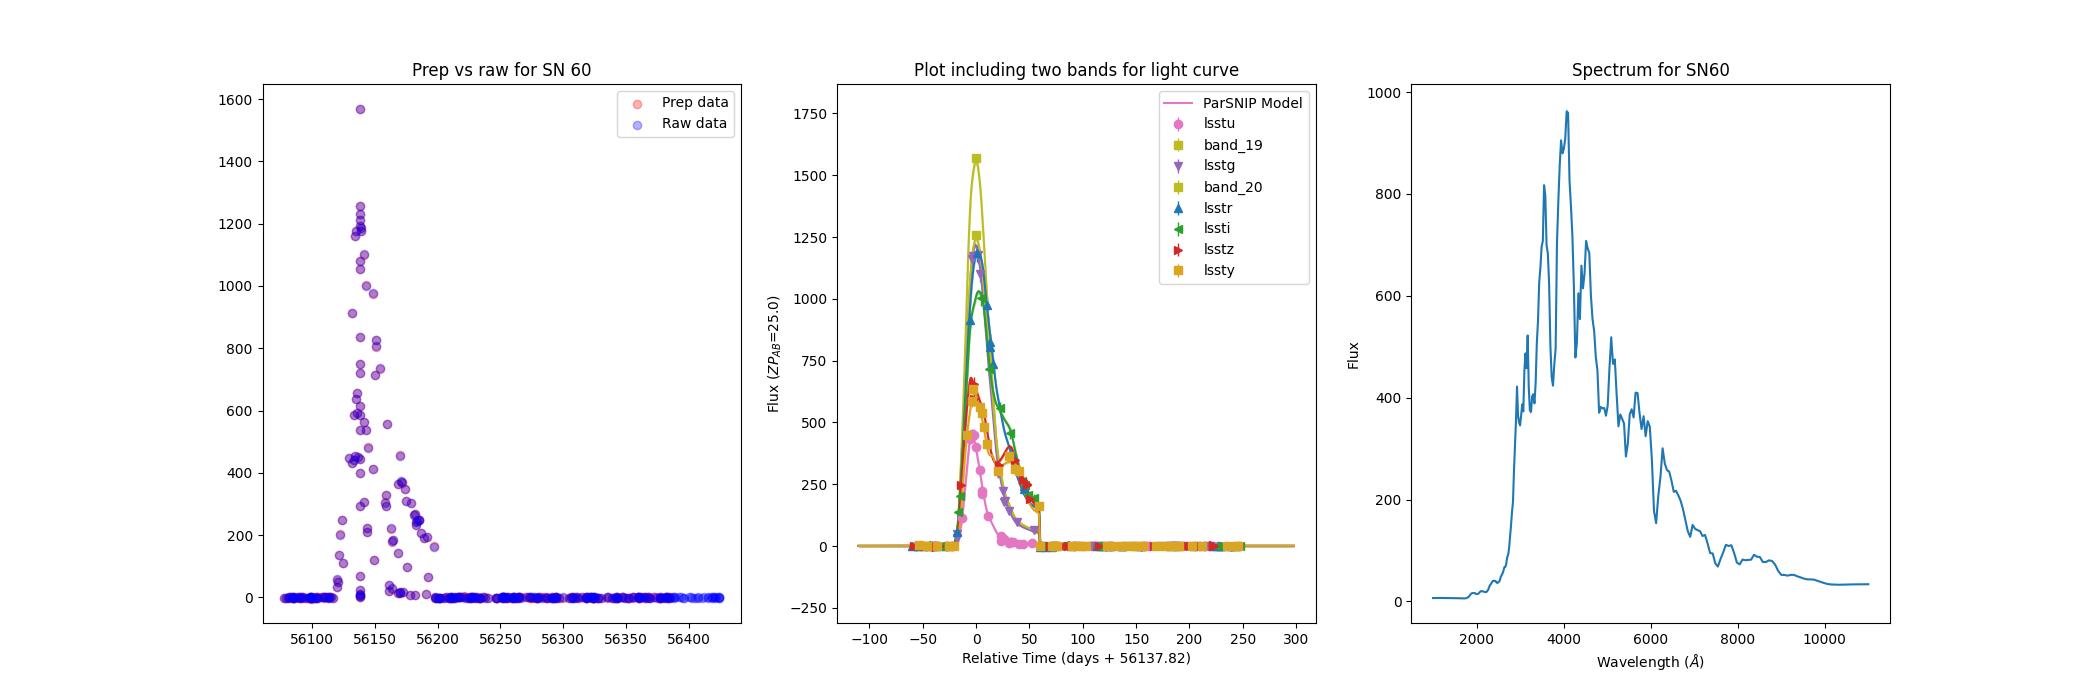 Prep vs raw for SN 60
Prep data
Raw data
1600
1400
1200
1000
800
600
400
200
0
56100
56150
56200
56250
56300
56350
56400
Plot including two bands for light curve
ParSNIP Model
lsstu
band_19
lsstg
band_20
lsstr
lssti
lsstz
lssty
Flux (ZP_AB=25.0)
1750
1500
1250
1000
750
500
250
0
−250
−100
−50
0
50
100
150
200
250
300
Relative Time (days + 56137.82)
Spectrum for SN60
Flux
1000
800
600
400
200
0
2000
4000
6000
8000
10000
Wavelength (Å)